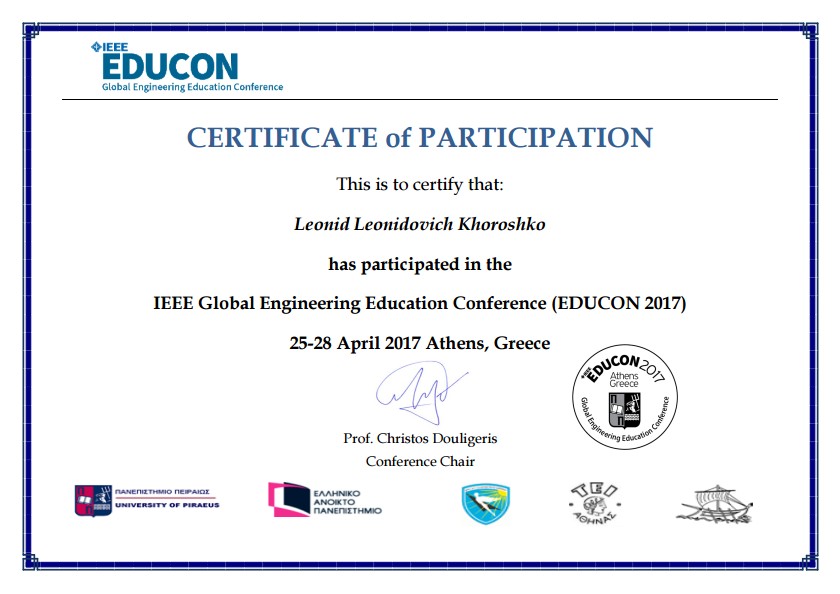 IEEE
EDUCON
Global Engineering Education Conference
CERTIFICATE of PARTICIPATION
This is to certify that:
Leonid Leonidovich Khoroshko
has participated in the
IEEE Global Engineering Education Conference (EDUCON 2017)
25-28 April 2017 Athens, Greece
IEEE EDUCON2017
Athens
Greece
Global Engineering Education Conference
Prof. Christos Douligeris
Conference Chair
ΠΑΝΕΠΙΣΤΗΜΙΟ ΠΕΙΡΑΙΩΣ
UNIVERSITY OF PIRAEUS
ΕΛΛΗΝΙΚΟ
ΑΝΟΙΚΤΟ
ΠΑΝΕΠΙΣΤΗΜΙΟ
ΤΕΙ
ΑΘΗΝΑΣ